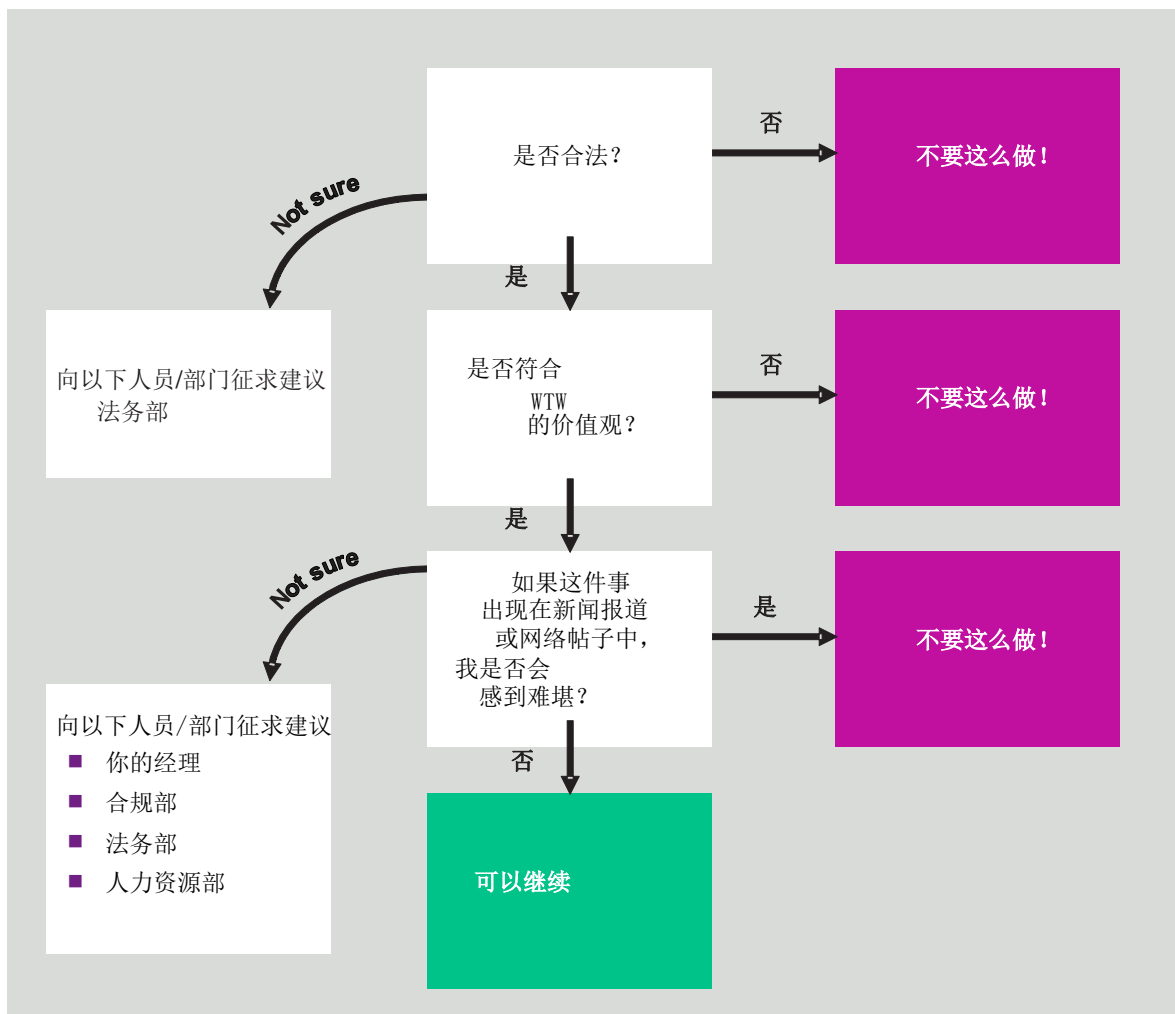 是否合法?
否
不要这么做!
Not sure
是
向以下人员/部门征求建议
法务部
是否符合
WTW
的价值观?
否
不要这么做!
是
Not sure
如果这件事
出现在新闻报道
或网络帖子中,
我是否会
感到难堪?
是
不要这么做!
向以下人员/部门征求建议
■ 你的经理
■ 合规部
■ 法务部
■ 人力资源部
否
可以继续